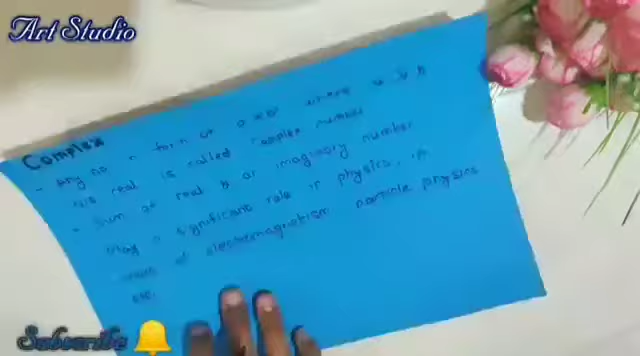 Art Studio
Complex
- Any no. in form of a+ib where a & b
are real is called complex number
- Sum of real & or imaginary number
Play a significant role in physics, in
of electromagnetism particle physics
etc.
Subscribe